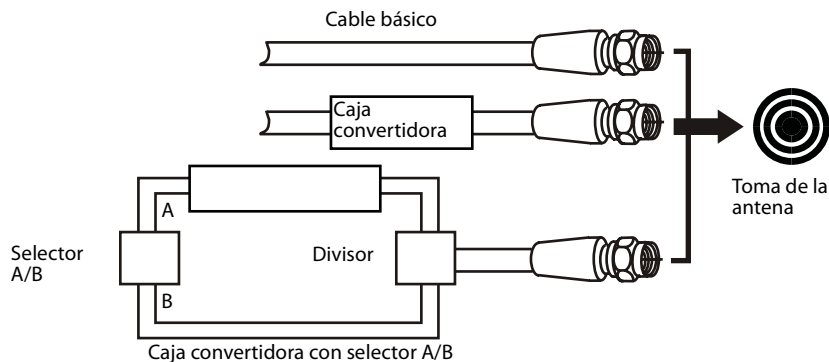 Cable básico
Caja
convertidora
Toma de la
antena
A
Selector
A/B
Divisor
B
Caja convertidora con selector A/B